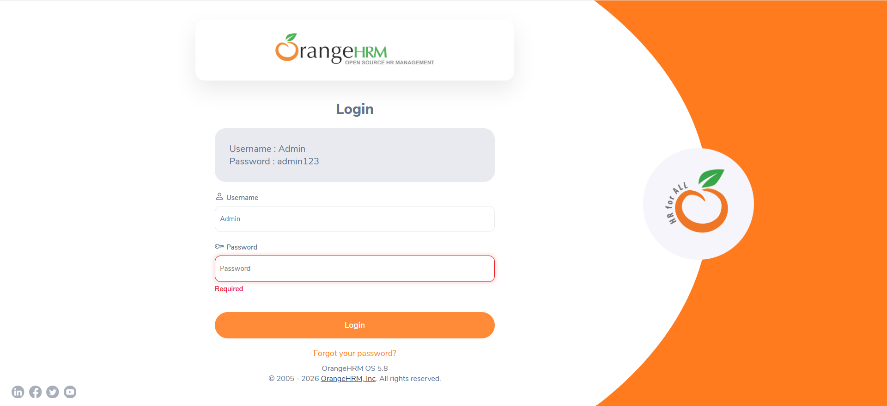 OrangeHRM
OPEN SOURCE HR MANAGEMENT
Login
Username : Admin
Password : admin123
Username
Admin
Password
Password
Required
Login
Forgot your password?
OrangeHRM OS 5.8
© 2005 - 2026 OrangeHRM, Inc. All rights reserved.
HR for ALL